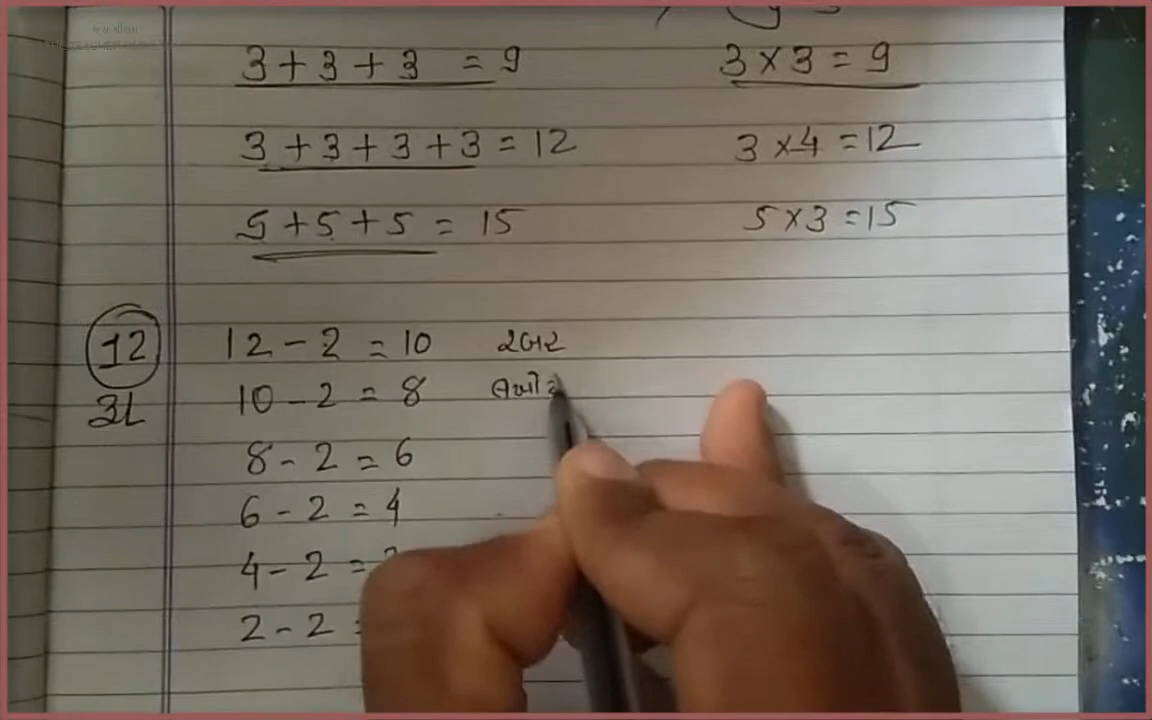 3 + 3 + 3 = 9 3 × 3 = 9
3 + 3 + 3 + 3 = 12 3 × 4 = 12
5 + 5 + 5 = 15 5 × 3 = 15
12 12 - 2 = 10 રબર
10 - 2 = 8
8 - 2 = 6
6 - 2 = 4
4 - 2 =
2 - 2 =